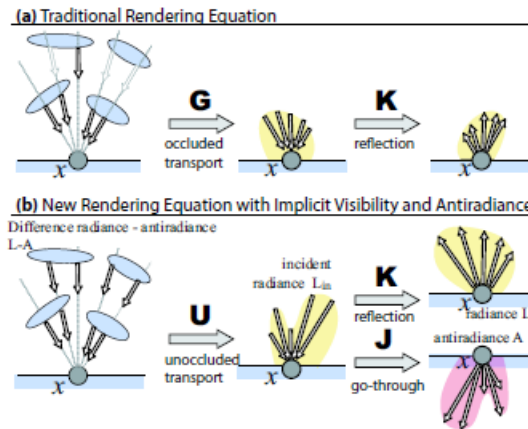 (a) Traditional Rendering Equation
G
K
occluded
transport
reflection
x
x
x
(b) New Rendering Equation with Implicit Visibility and Antiradiance
Difference radiance - antiradiance
L-A
incident
radiance Lin
U
K
reflection
radiance L
unoccluded
transport
J
antiradiance A
go-through
x
x
x